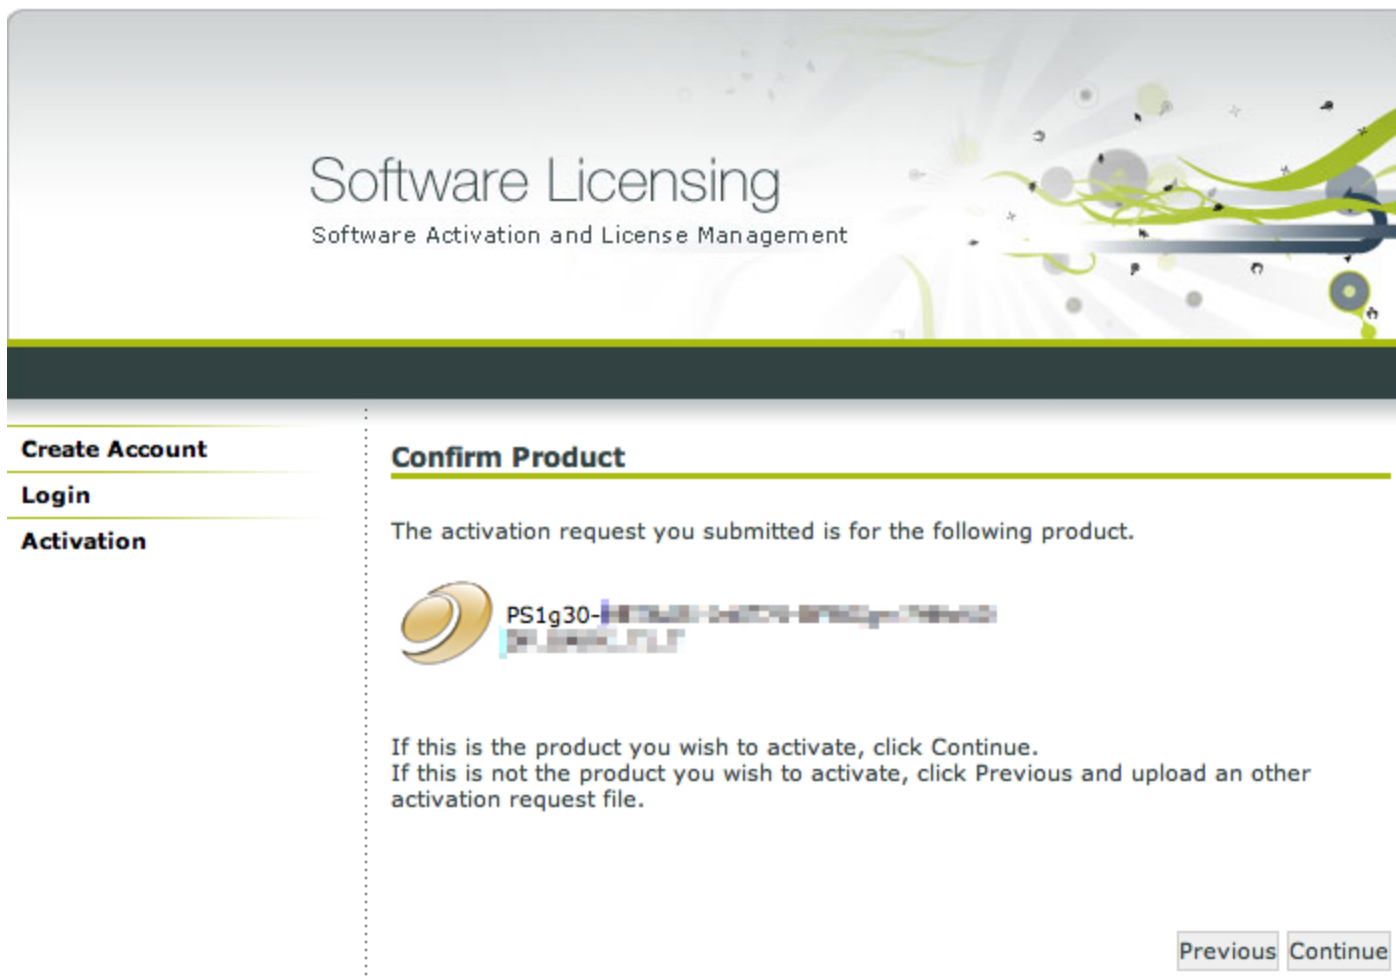 Software Licensing
Software Activation and License Management
Create Account
Login
Activation
Confirm Product
The activation request you submitted is for the following product.
PS1g30-
If this is the product you wish to activate, click Continue.
If this is not the product you wish to activate, click Previous and upload an other
activation request file.
Previous Continue